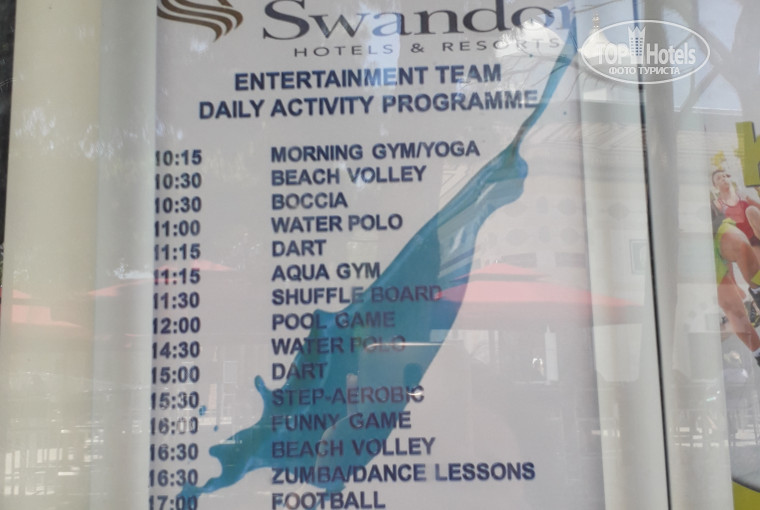 Swandor
HOTELS & RESORTS
TOP Hotels
ФОТО ТУРИСТА
ENTERTAINMENT TEAM
DAILY ACTIVITY PROGRAMME
10:15 MORNING GYM/YOGA
10:30 BEACH VOLLEY
10:30 BOCCIA
11:00 WATER POLO
11:15 DART
11:15 AQUA GYM
11:30 SHUFFLE BOARD
12:00 POOL GAME
14:30 WATER POLO
15:00 DART
15:30 STEP-AEROBIC
16:00 FUNNY GAME
16:30 BEACH VOLLEY
16:30 ZUMBA/DANCE LESSONS
17:00 FOOTBALL